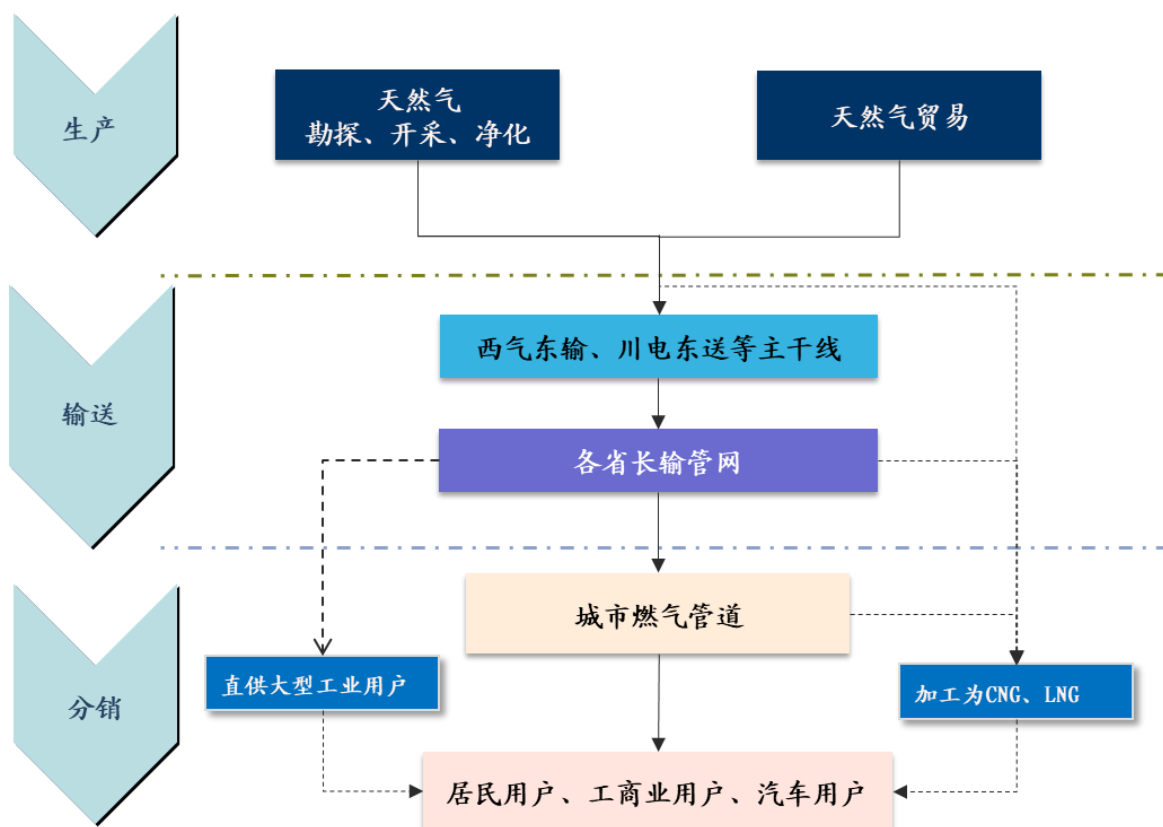 生产
天然气
勘探、开采、净化
天然气贸易
输送
西气东输、川电东送等主干线
各省长输管网
分销
城市燃气管道
直供大型工业用户
加工为CNG、LNG
居民用户、工商业用户、汽车用户